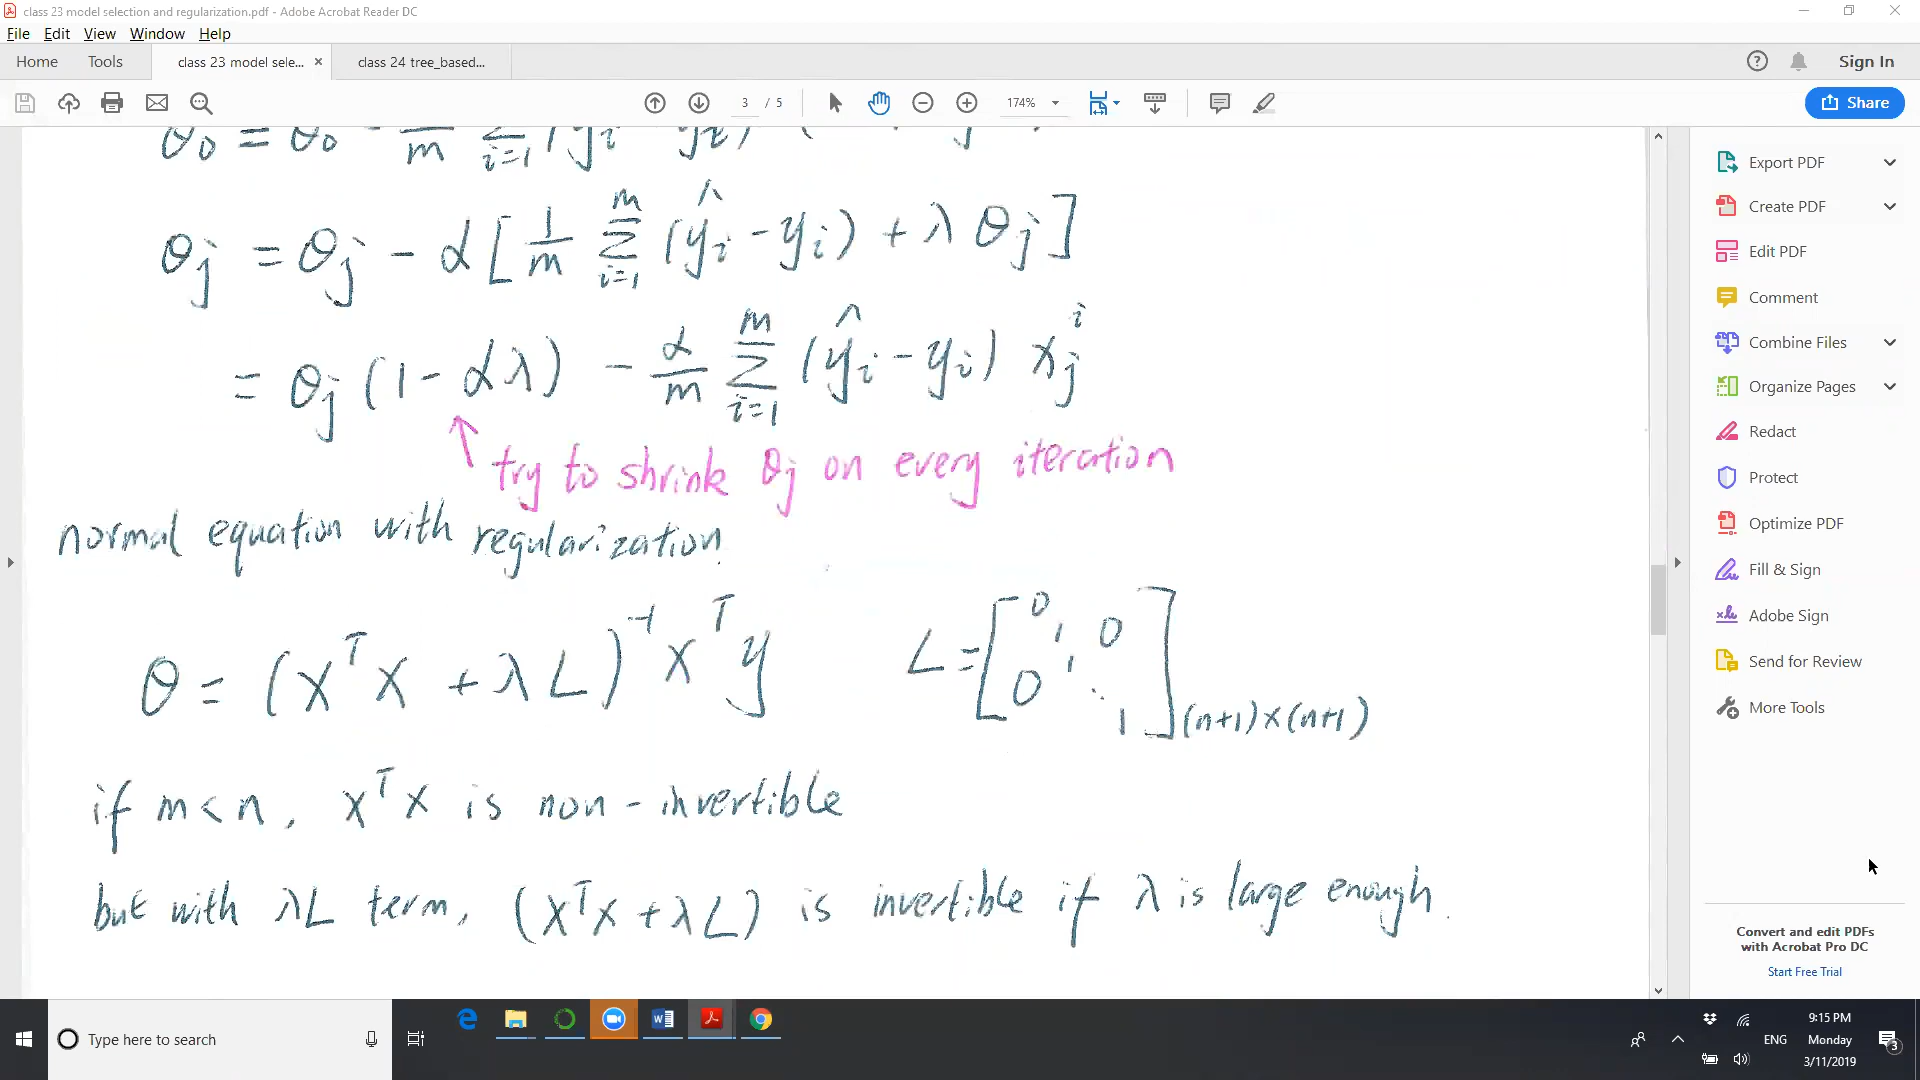 class 23 model selection and regularization.pdf - Adobe Acrobat Reader DC
File Edit View Window Help
Home Tools class 23 model sele... × class 24 tree_based... Sign In
3 / 5 174% Share
θj = θj - α [ 1/m Σ_{i=1}^{m} (ŷi - yi) + λ θj ]
= θj (1 - αλ) - α/m Σ_{i=1}^{m} (ŷi - yi) xj^i
try to shrink θj on every iteration
normal equation with regularization.
θ = (X^T X + λ L)^-1 X^T y L = [ 0 1 0 1 0 ⋱ 1 ] (n+1)×(n+1)
if m < n, X^T X is non-invertible
but with λL term, (X^T X + λL) is invertible if λ is large enough.
Export PDF
Create PDF
Edit PDF
Comment
Combine Files
Organize Pages
Redact
Protect
Optimize PDF
Fill & Sign
Adobe Sign
Send for Review
More Tools
Convert and edit PDFs
with Acrobat Pro DC
Start Free Trial
Type here to search
ENG
9:15 PM
Monday
3/11/2019
3